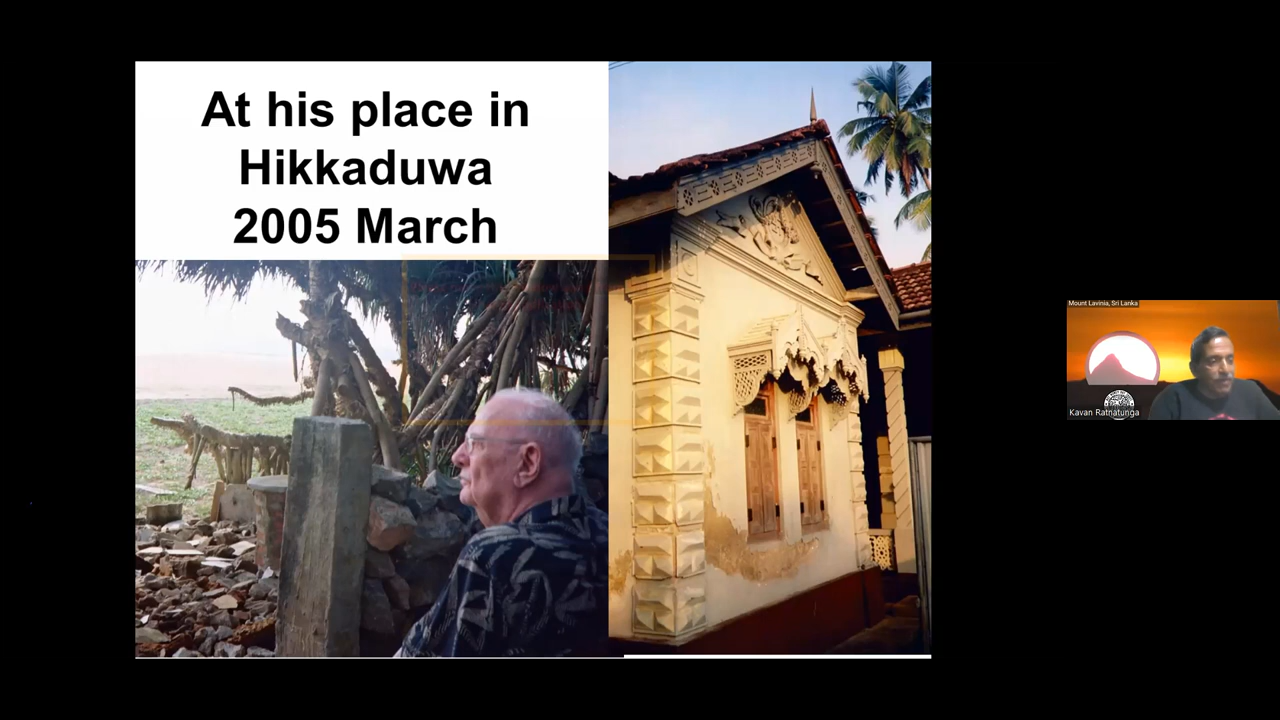 At his place in
Hikkaduwa
2005 March
Mount Lavinia, Sri Lanka
Kavan Ratnatunga